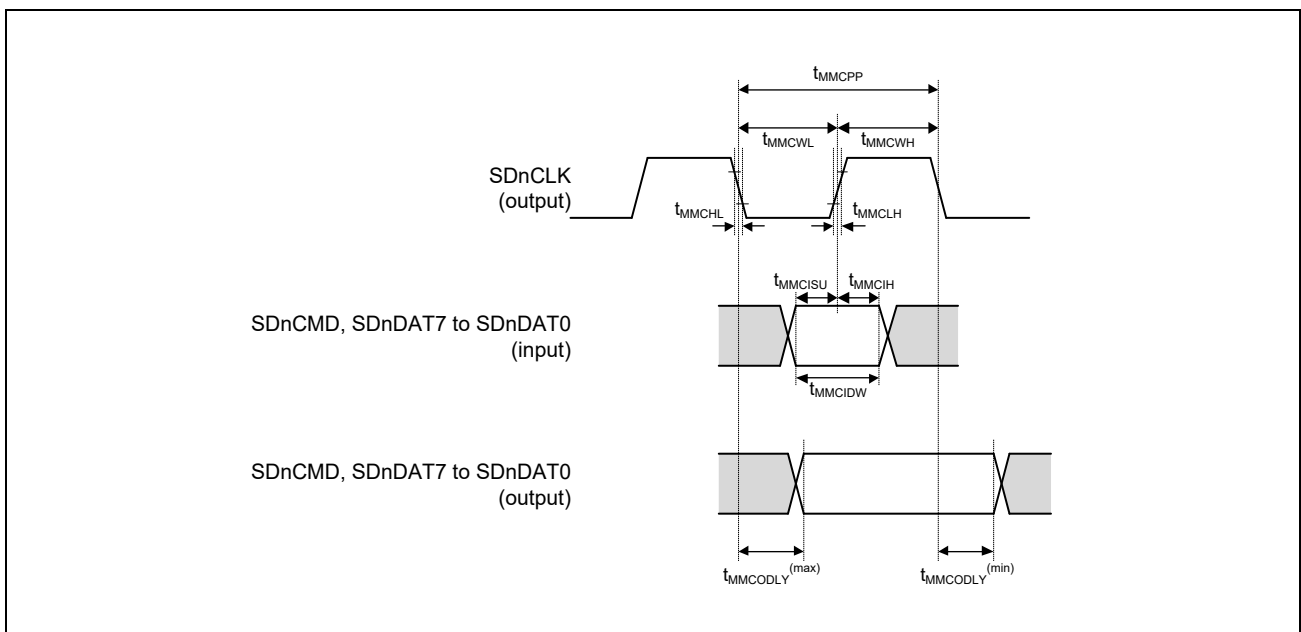 tMMCPP
tMMCWL
tMMCWH
SDnCLK
(output)
tMMCHL
tMMCLH
tMMCISU
tMMCIH
SDnCMD, SDnDAT7 to SDnDAT0
(input)
tMMCIDW
SDnCMD, SDnDAT7 to SDnDAT0
(output)
tMMCODLY(max)
tMMCODLY(min)